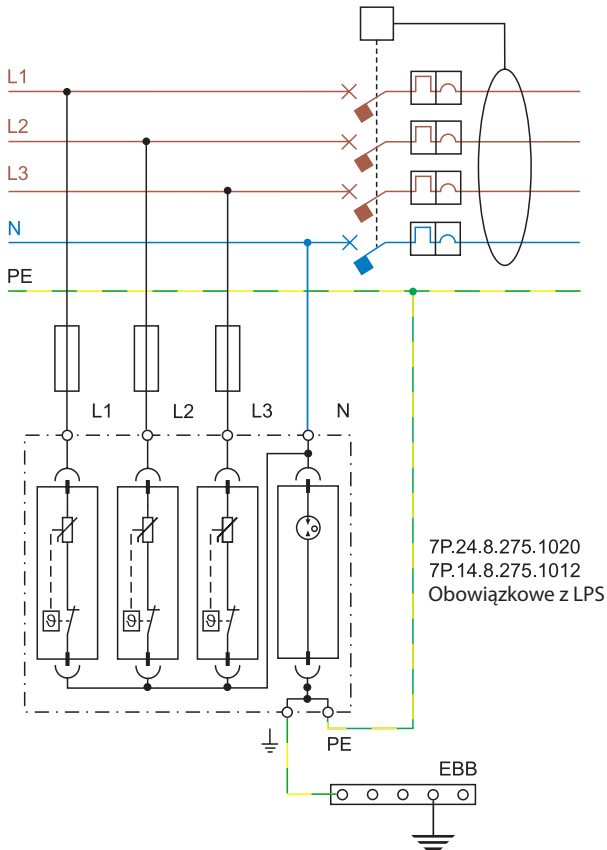 L1
L2
L3
N
PE
L1 L2 L3 N
ϑ ϑ ϑ
7P.24.8.275.1020
7P.14.8.275.1012
Obowiązkowe z LPS
PE
EBB